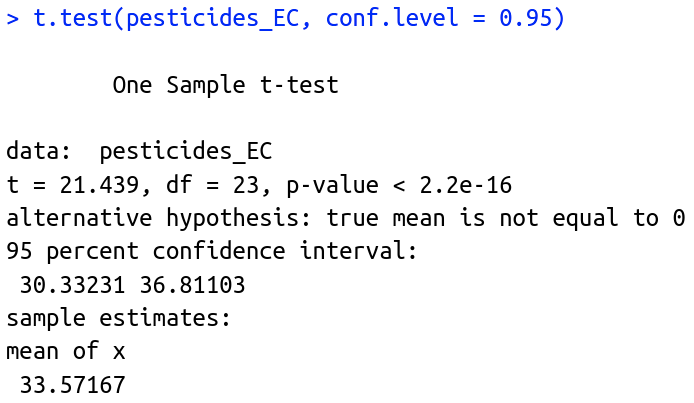 > t.test(pesticides_EC, conf.level = 0.95)
One Sample t-test
data:  pesticides_EC
t = 21.439, df = 23, p-value < 2.2e-16
alternative hypothesis: true mean is not equal to 0
95 percent confidence interval:
30.33231 36.81103
sample estimates:
mean of x
33.57167